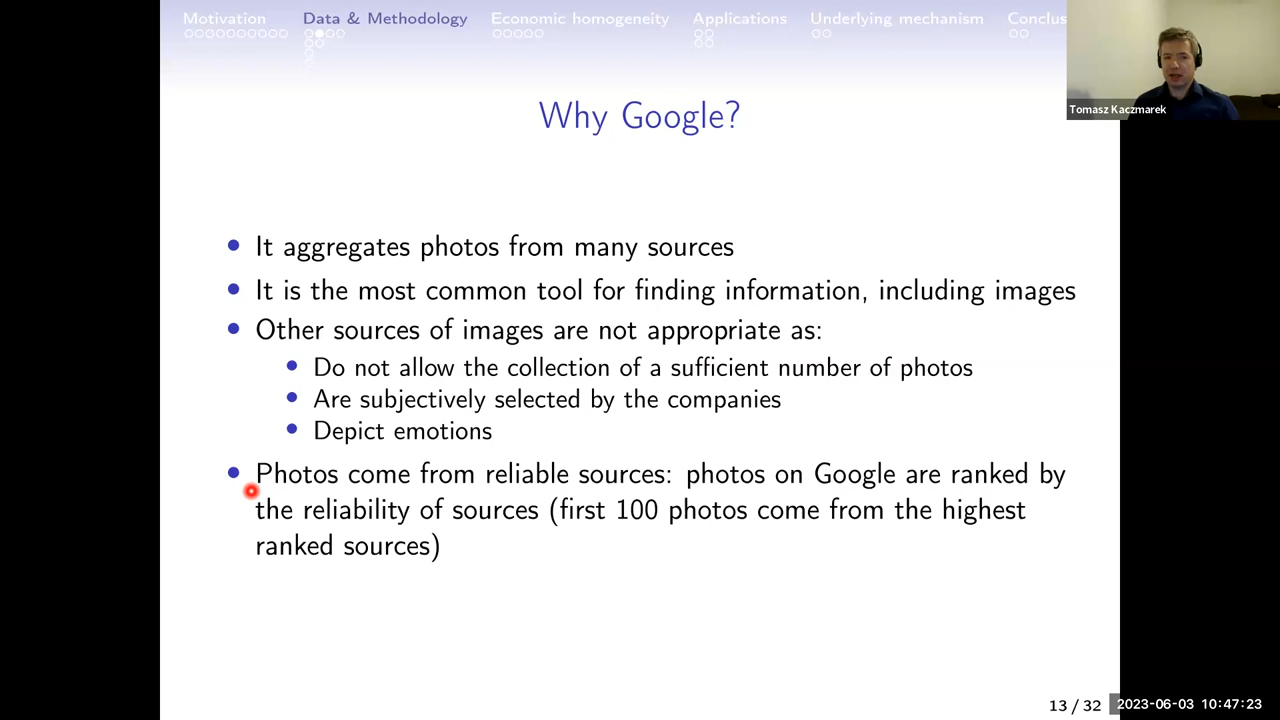 Motivation Data & Methodology Economic homogeneity Applications Underlying mechanism Conclus
Tomasz Kaczmarek
Why Google?
It aggregates photos from many sources
It is the most common tool for finding information, including images
Other sources of images are not appropriate as:
Do not allow the collection of a sufficient number of photos
Are subjectively selected by the companies
Depict emotions
Photos come from reliable sources: photos on Google are ranked by
the reliability of sources (first 100 photos come from the highest
ranked sources)
13 / 32
2023-06-03 10:47:23